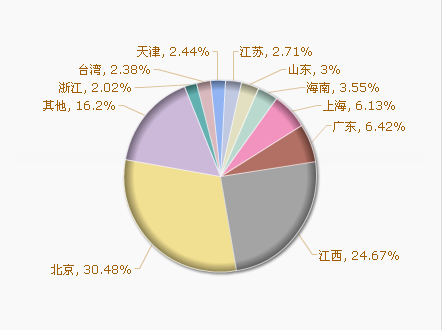 天津, 2.44%
江苏, 2.71%
台湾, 2.38%
山东, 3%
浙江, 2.02%
海南, 3.55%
其他, 16.2%
上海, 6.13%
广东, 6.42%
江西, 24.67%
北京, 30.48%